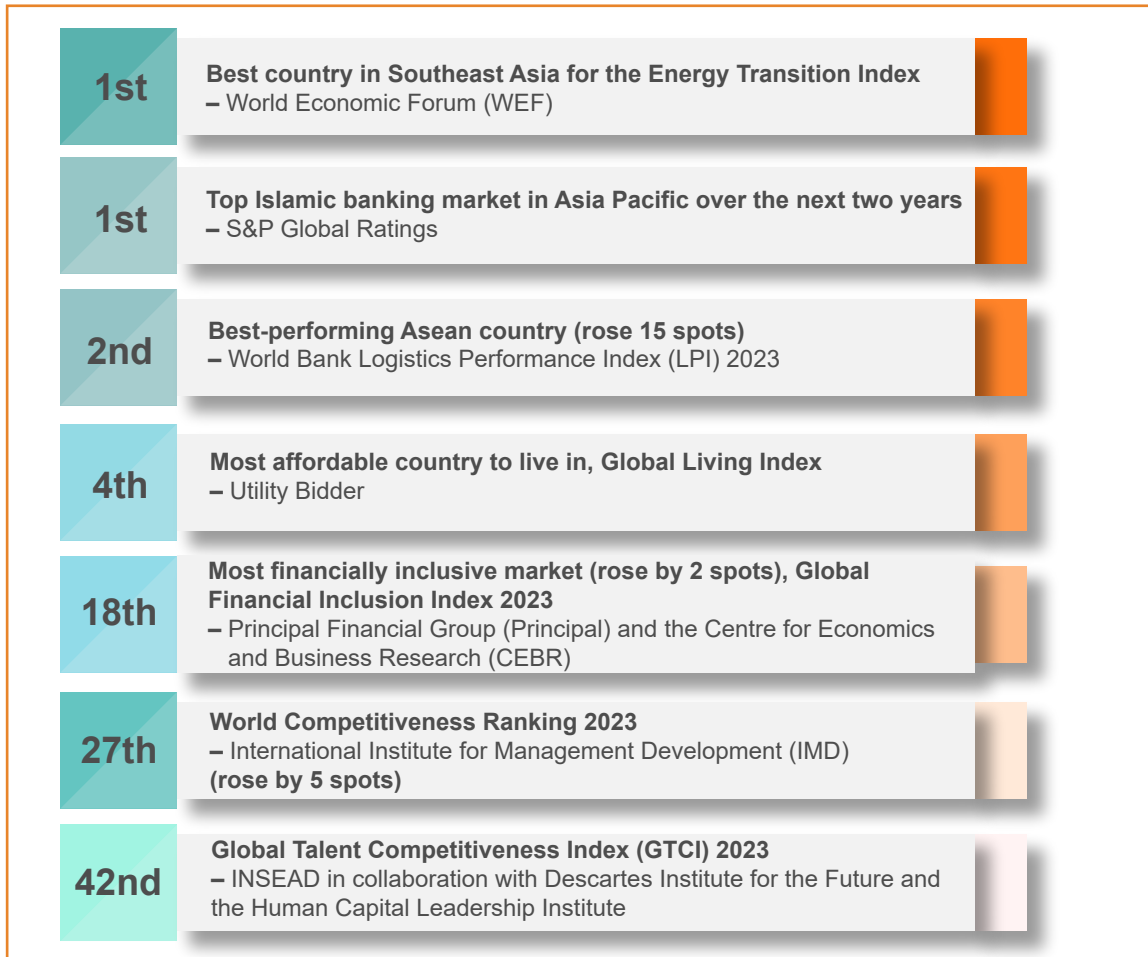 1st
Best country in Southeast Asia for the Energy Transition Index
– World Economic Forum (WEF)
1st
Top Islamic banking market in Asia Pacific over the next two years
– S&P Global Ratings
2nd
Best-performing Asean country (rose 15 spots)
– World Bank Logistics Performance Index (LPI) 2023
4th
Most affordable country to live in, Global Living Index
– Utility Bidder
18th
Most financially inclusive market (rose by 2 spots), Global
Financial Inclusion Index 2023
– Principal Financial Group (Principal) and the Centre for Economics
and Business Research (CEBR)
27th
World Competitiveness Ranking 2023
– International Institute for Management Development (IMD)
(rose by 5 spots)
42nd
Global Talent Competitiveness Index (GTCI) 2023
– INSEAD in collaboration with Descartes Institute for the Future and
the Human Capital Leadership Institute